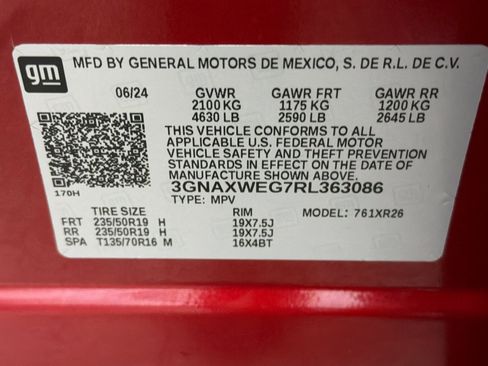 gm
MFD BY GENERAL MOTORS DE MEXICO, S. DE R.L. DE C.V.
06/24 GVWR GAWR FRT GAWR RR
2100 KG 1175 KG 1200 KG
4630 LB 2590 LB 2645 LB
THIS VEHICLE CONFORMS TO ALL
APPLICABLE U.S. FEDERAL MOTOR
VEHICLE SAFETY AND THEFT PREVENTION
STANDARDS IN EFFECT ON THE DATE OF
MANUFACTURE SHOWN ABOVE.
3GNAXWEG7RL363086
170H TYPE: MPV
TIRE SIZE RIM MODEL: 761XR26
FRT 235/50R19 H 19X7.5J
RR 235/50R19 H 19X7.5J
SPA T135/70R16 M 16X4BT